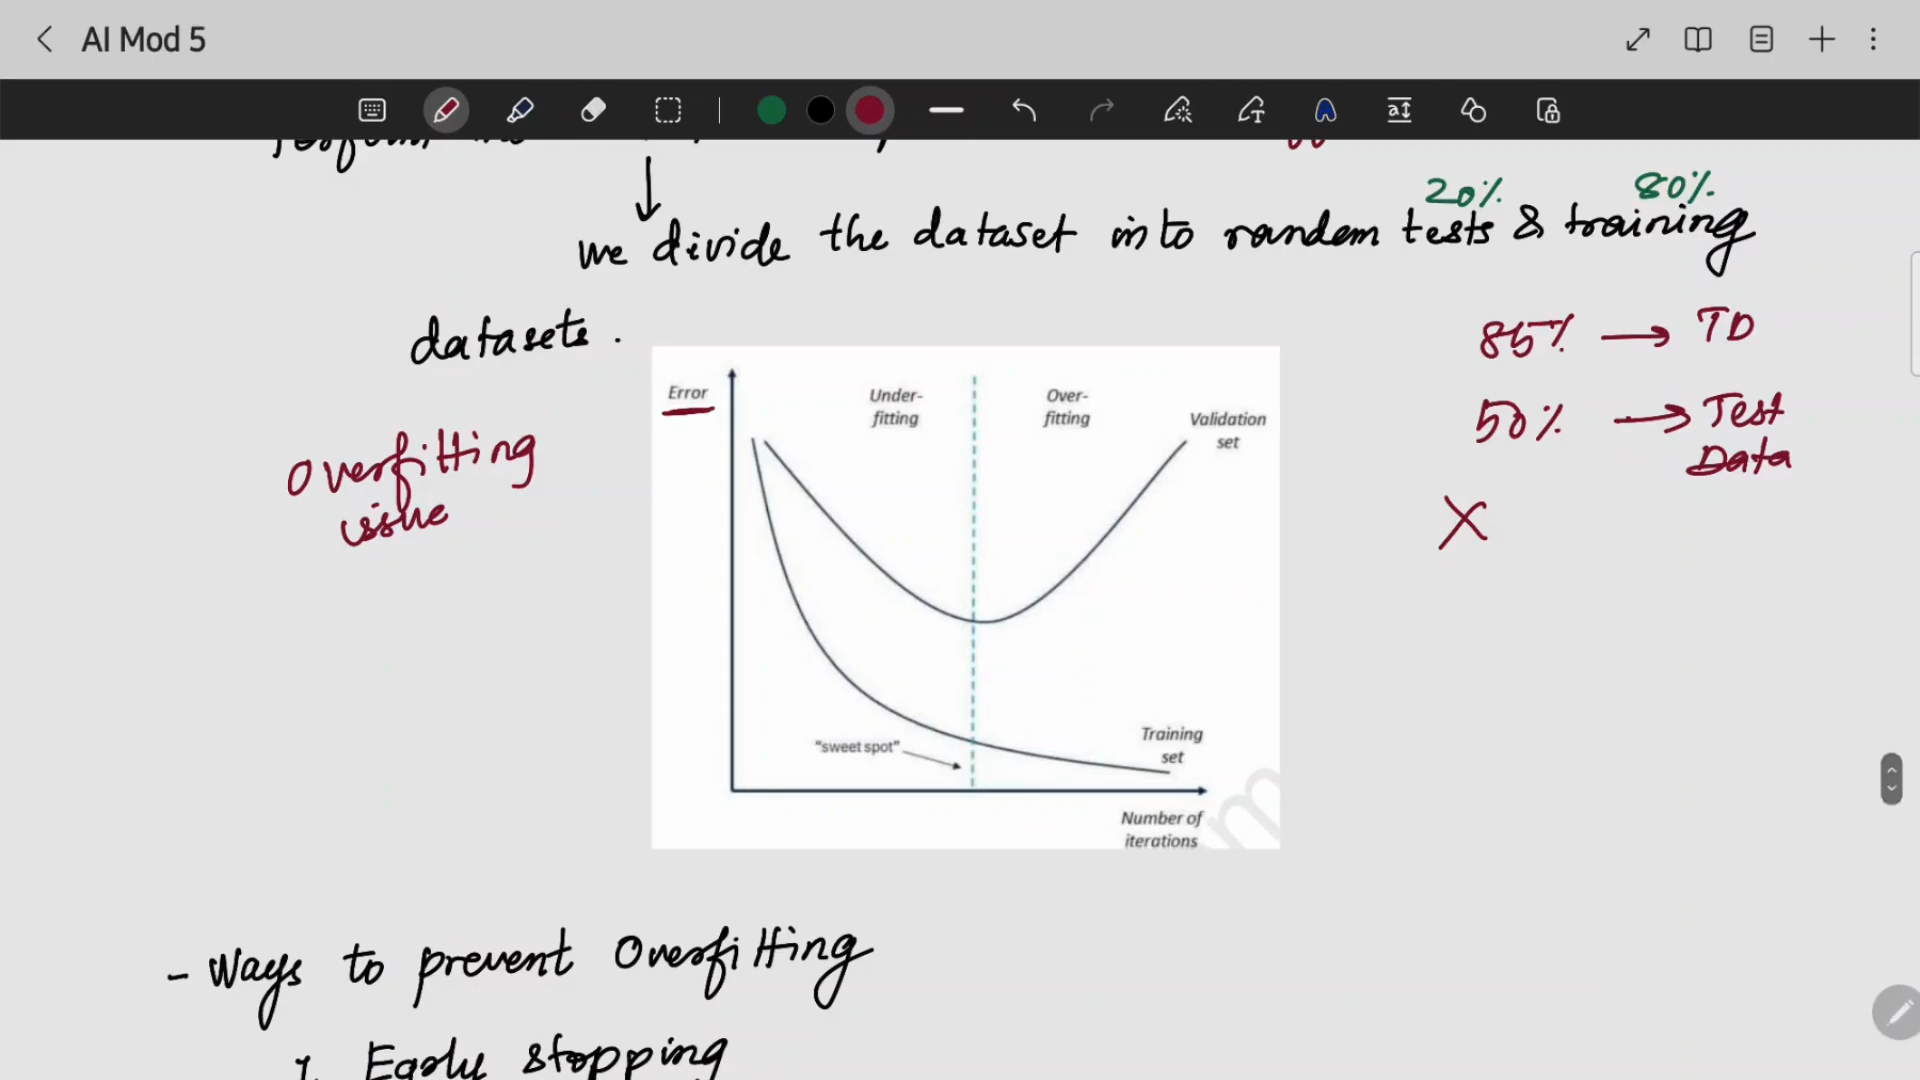 AI Mod 5
20% 80%
we divide the dataset into random tests & training
datasets.
85% → TD
50% → Test
Data
X
Overfitting
issue
Error
Under-
fitting
Over-
fitting
Validation
set
"sweet spot"
Training
set
Number of
iterations
- Ways to prevent Overfitting
1. Early stopping